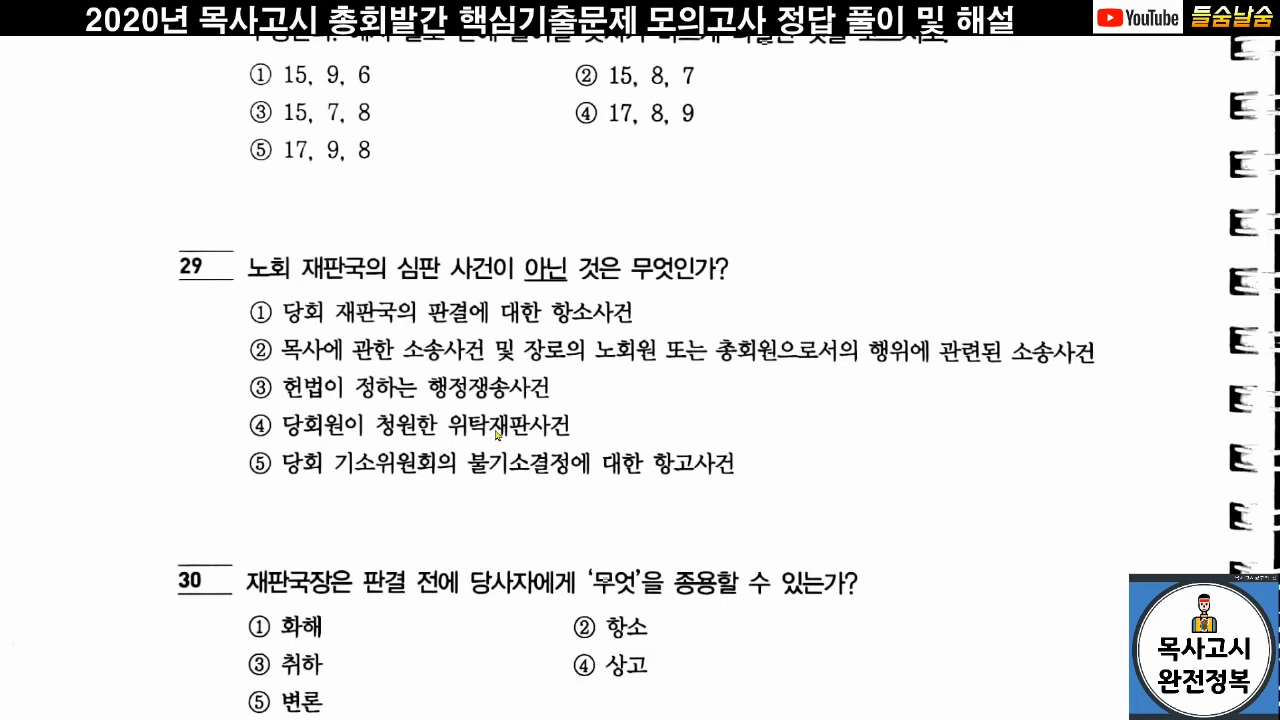 2020년 목사고시 총회발간 핵심기출문제 모의고사 정답 풀이 및 해설
YouTube 들숨날숨
① 15, 9, 6 ② 15, 8, 7
③ 15, 7, 8 ④ 17, 8, 9
⑤ 17, 9, 8
29 노회 재판국의 심판 사건이 아닌 것은 무엇인가?
① 당회 재판국의 판결에 대한 항소사건
② 목사에 관한 소송사건 및 장로의 노회원 또는 총회원으로서의 행위에 관련된 소송사건
③ 헌법이 정하는 행정쟁송사건
④ 당회원이 청원한 위탁재판사건
⑤ 당회 기소위원회의 불기소결정에 대한 항고사건
30 재판국장은 판결 전에 당사자에게 ‘무엇’을 종용할 수 있는가?
① 화해 ② 항소
③ 취하 ④ 상고
⑤ 변론
목사고시
완전정복